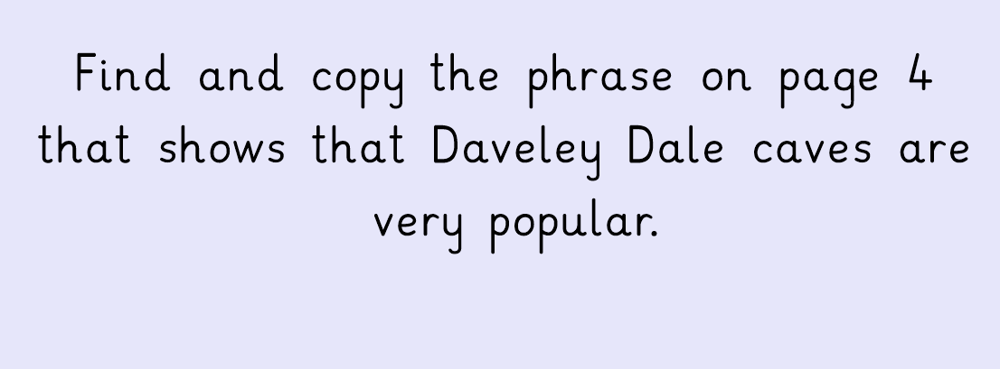 Find and copy the phrase on page 4
that shows that Daveley Dale caves are
very popular.